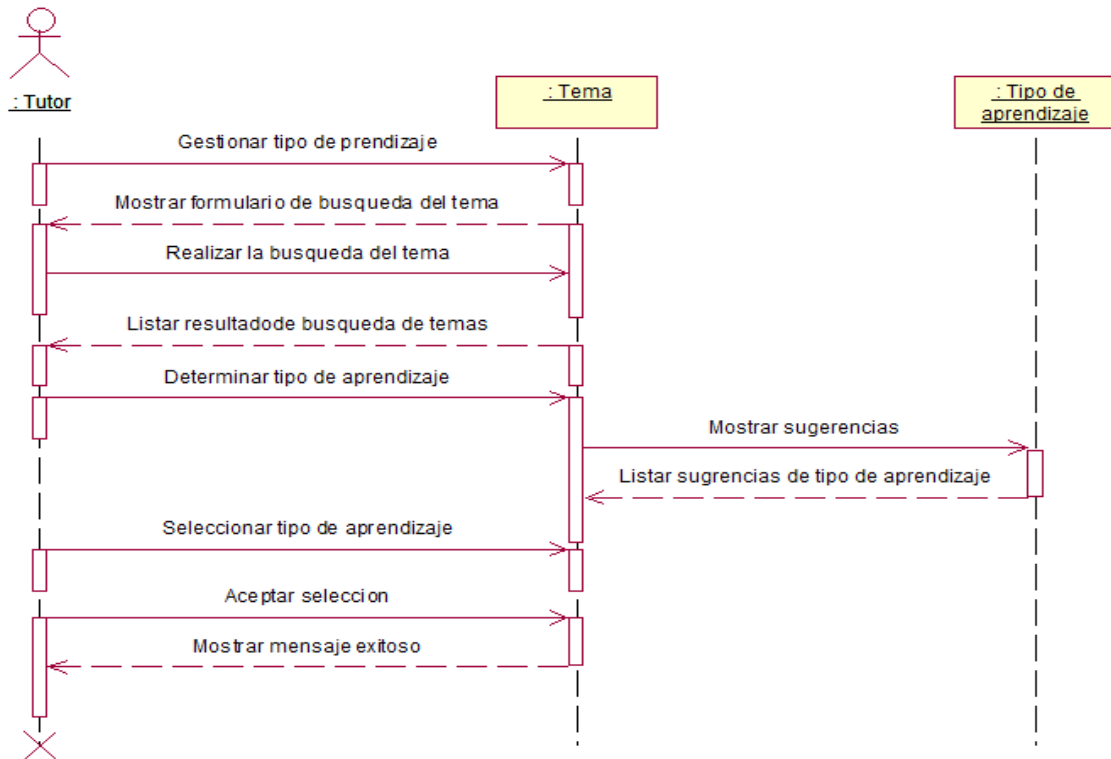 : Tutor
: Tema
: Tipo de
aprendizaje
Gestionar tipo de prendizaje
Mostrar formulario de busqueda del tema
Realizar la busqueda del tema
Listar resultadode busqueda de temas
Determinar tipo de aprendizaje
Mostrar sugerencias
Listar sugrencias de tipo de aprendizaje
Seleccionar tipo de aprendizaje
Aceptar seleccion
Mostrar mensaje exitoso